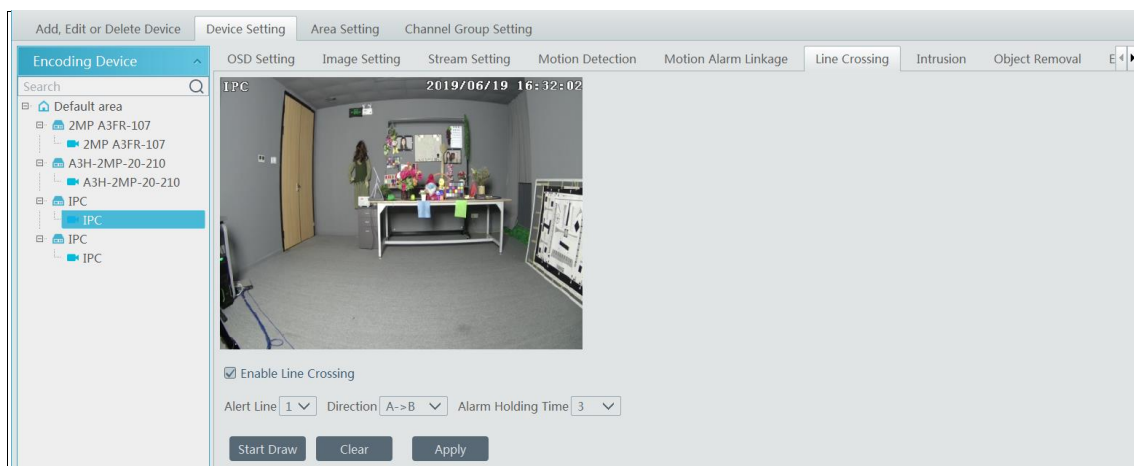 Add, Edit or Delete Device Device Setting Area Setting Channel Group Setting
Encoding Device
OSD Setting Image Setting Stream Setting Motion Detection Motion Alarm Linkage Line Crossing Intrusion Object Removal E
Search
Default area
2MP A3FR-107
2MP A3FR-107
A3H-2MP-20-210
A3H-2MP-20-210
IPC
IPC
IPC
IPC
IPC 2019/06/19 16:32:02
Enable Line Crossing
Alert Line 1 Direction A->B Alarm Holding Time 3
Start Draw Clear Apply